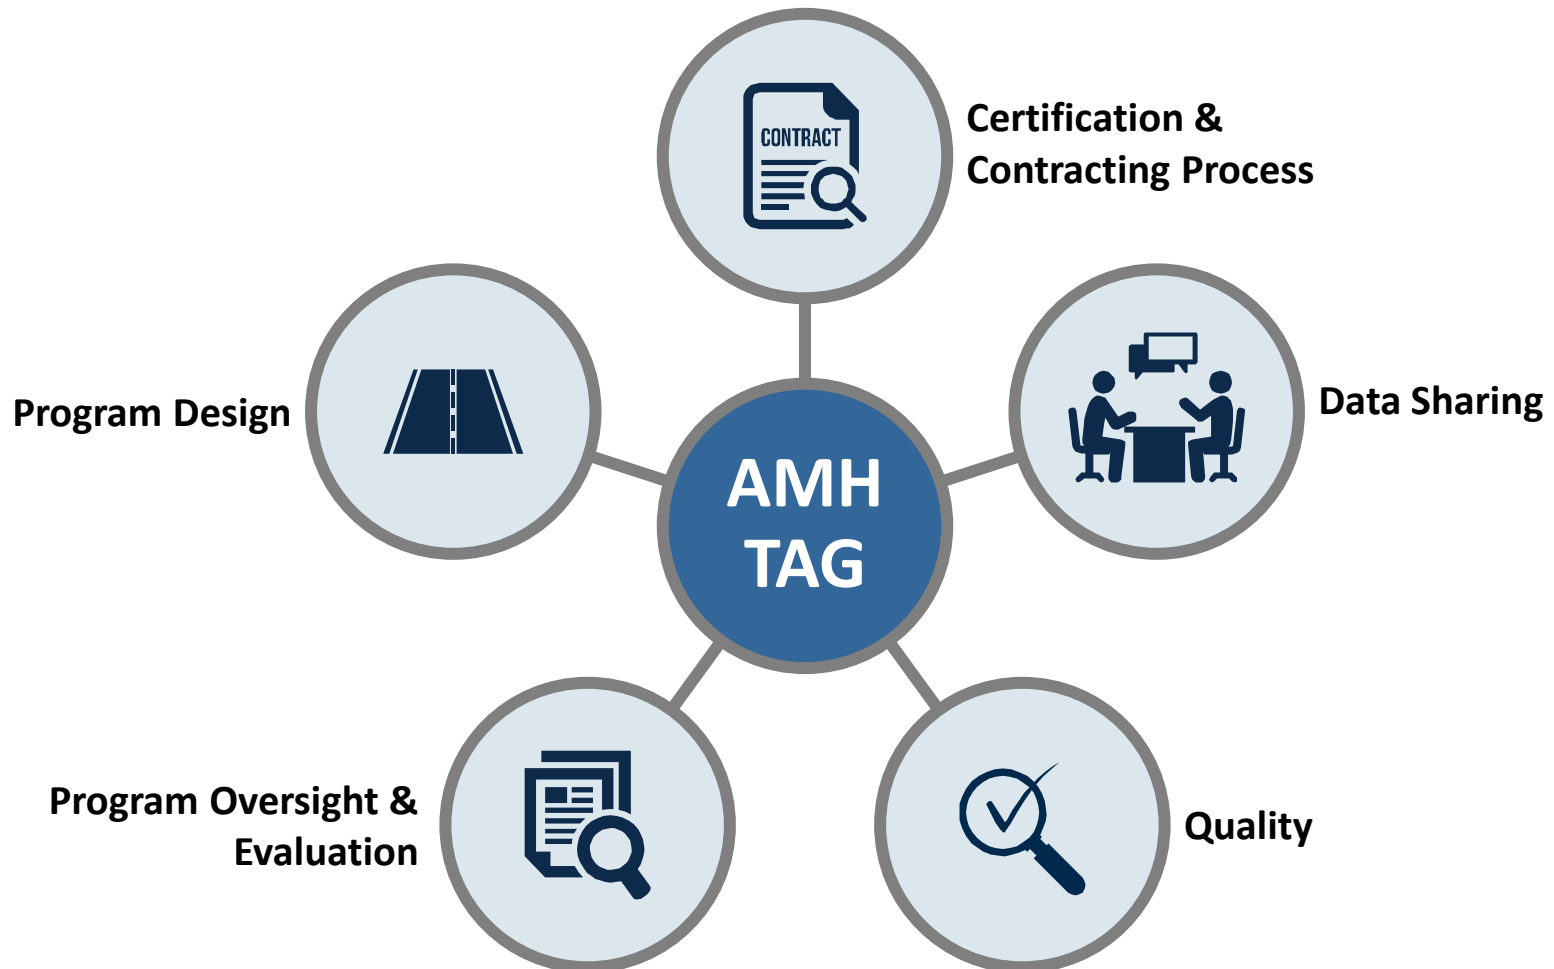 CONTRACT
Certification &
Contracting Process
Program Design
Data Sharing
AMH
TAG
Program Oversight &
Evaluation
Quality